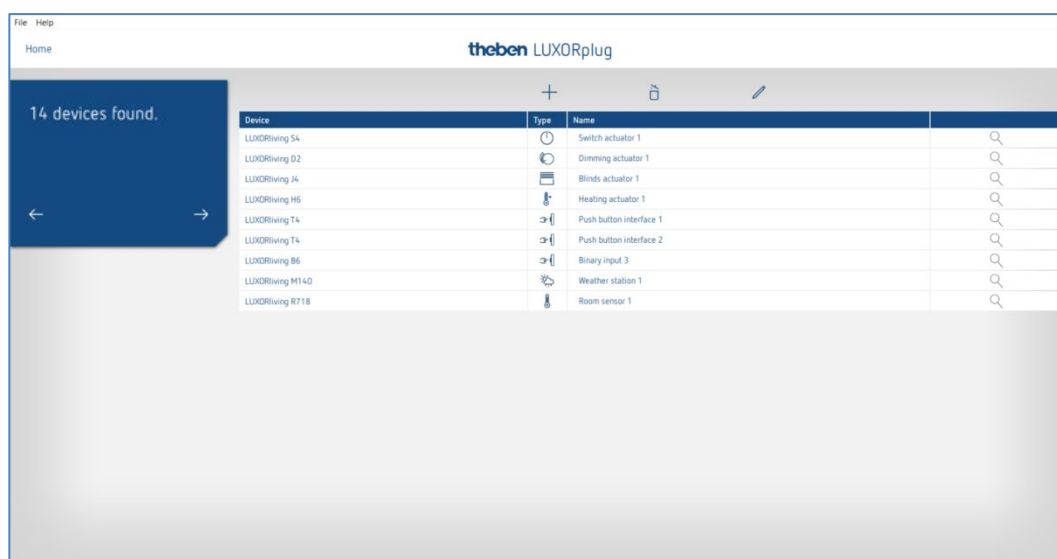 File Help
Home
theben LUXORplug
14 devices found.
Device Type Name
LUXORliving S4 Switch actuator 1
LUXORliving D2 Dimming actuator 1
LUXORliving J4 Blinds actuator 1
LUXORliving H6 Heating actuator 1
LUXORliving T4 Push button interface 1
LUXORliving T4 Push button interface 2
LUXORliving B6 Binary input 3
LUXORliving M140 Weather station 1
LUXORliving R718 Room sensor 1